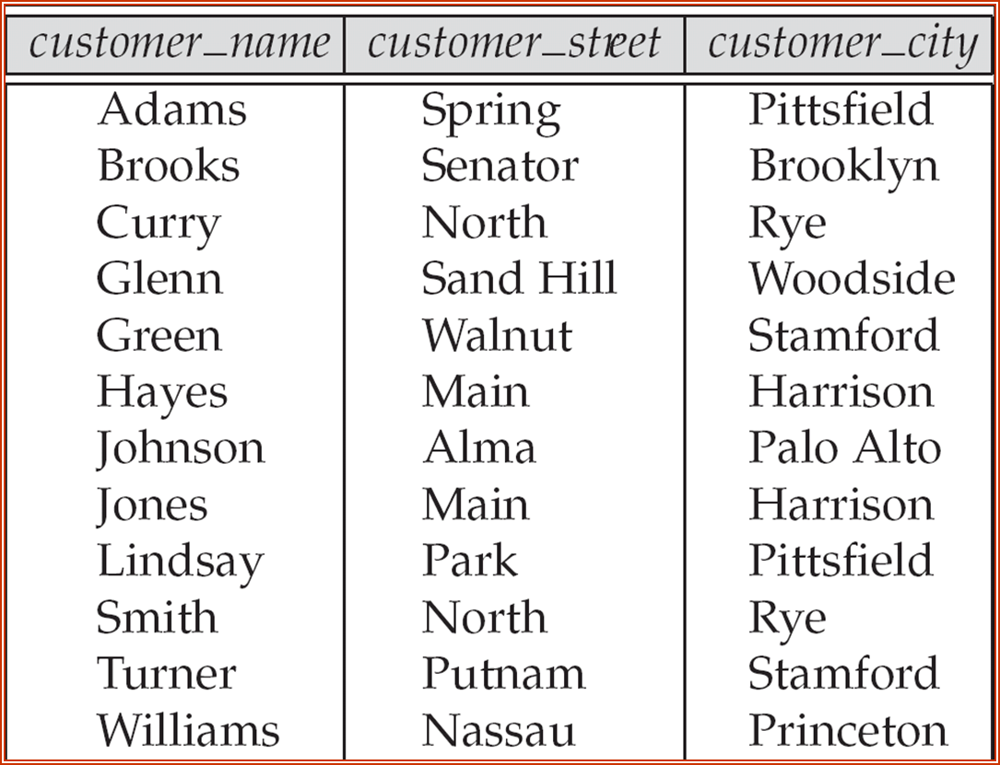 customer_name customer_street customer_city
Adams Spring Pittsfield
Brooks Senator Brooklyn
Curry North Rye
Glenn Sand Hill Woodside
Green Walnut Stamford
Hayes Main Harrison
Johnson Alma Palo Alto
Jones Main Harrison
Lindsay Park Pittsfield
Smith North Rye
Turner Putnam Stamford
Williams Nassau Princeton